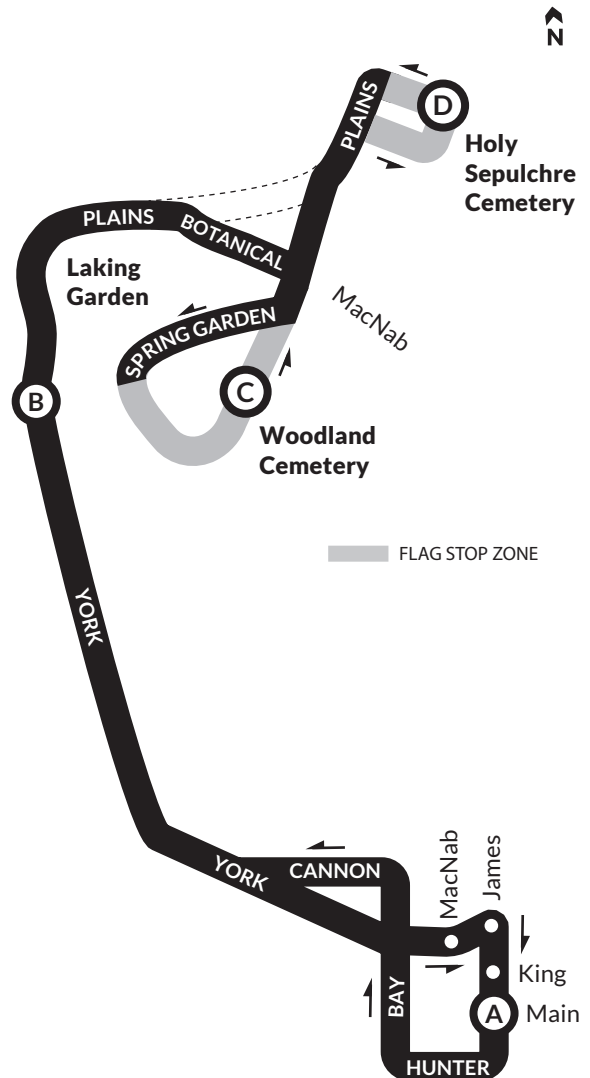 N
PLAINS
D
Holy
Sepulchre
Cemetery
PLAINS
BOTANICAL
Laking
Garden
MacNab
SPRING GARDEN
B
C
Woodland
Cemetery
FLAG STOP ZONE
YORK
MacNab
James
YORK
CANNON
King
BAY
A
Main
HUNTER